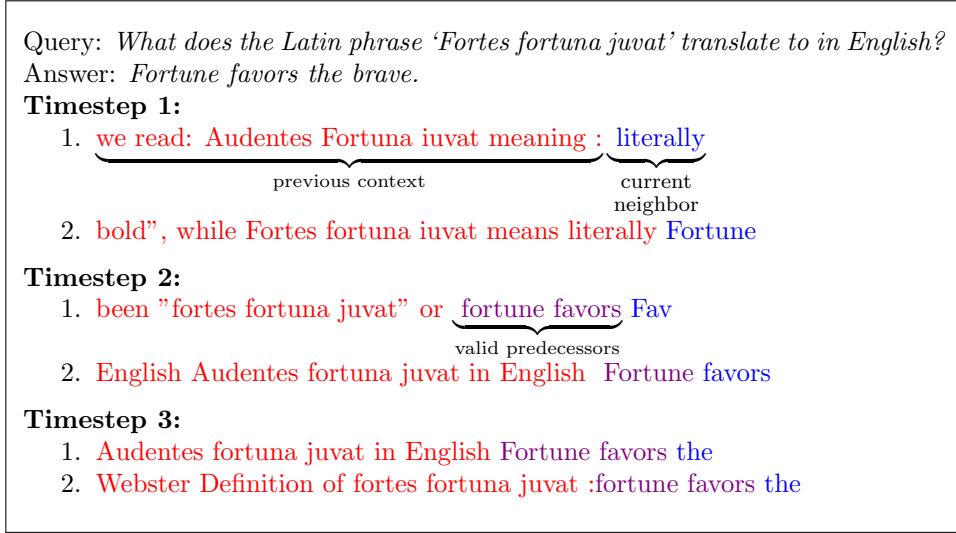 Query: What does the Latin phrase ‘Fortes fortuna juvat’ translate to in English?
Answer: Fortune favors the brave.
Timestep 1:
1. we read: Audentes Fortuna iuvat meaning : literally
previous context current
neighbor
2. bold”, while Fortes fortuna iuvat means literally Fortune
Timestep 2:
1. been ”fortes fortuna juvat” or fortune favors Fav
valid predecessors
2. English Audentes fortuna juvat in English Fortune favors
Timestep 3:
1. Audentes fortuna juvat in English Fortune favors the
2. Webster Definition of fortes fortuna juvat :fortune favors the